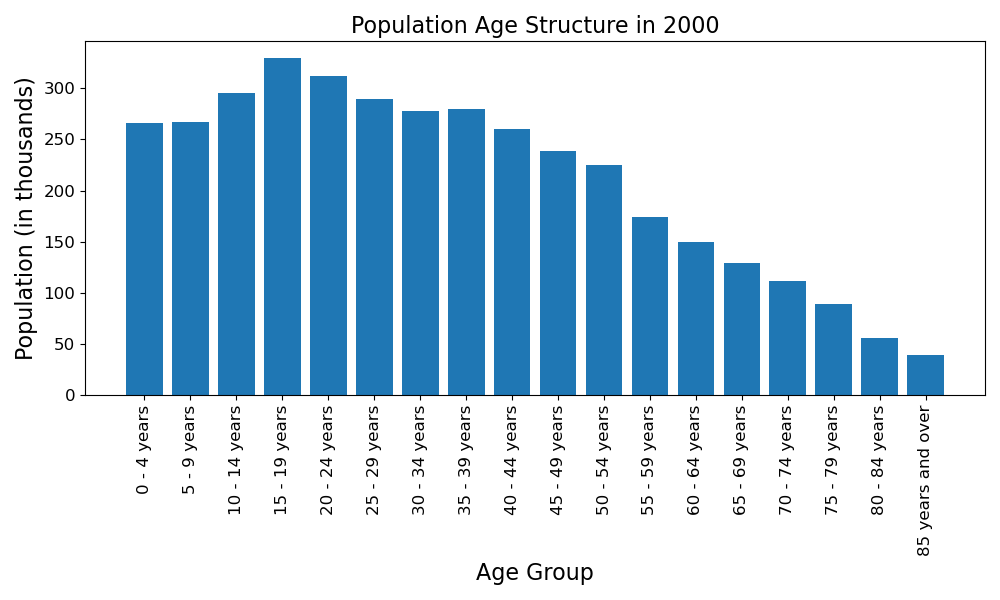 Population Age Structure in 2000
Population (in thousands)
300
250
200
150
100
50
0
0 - 4 years
5 - 9 years
10 - 14 years
15 - 19 years
20 - 24 years
25 - 29 years
30 - 34 years
35 - 39 years
40 - 44 years
45 - 49 years
50 - 54 years
55 - 59 years
60 - 64 years
65 - 69 years
70 - 74 years
75 - 79 years
80 - 84 years
85 years and over
Age Group